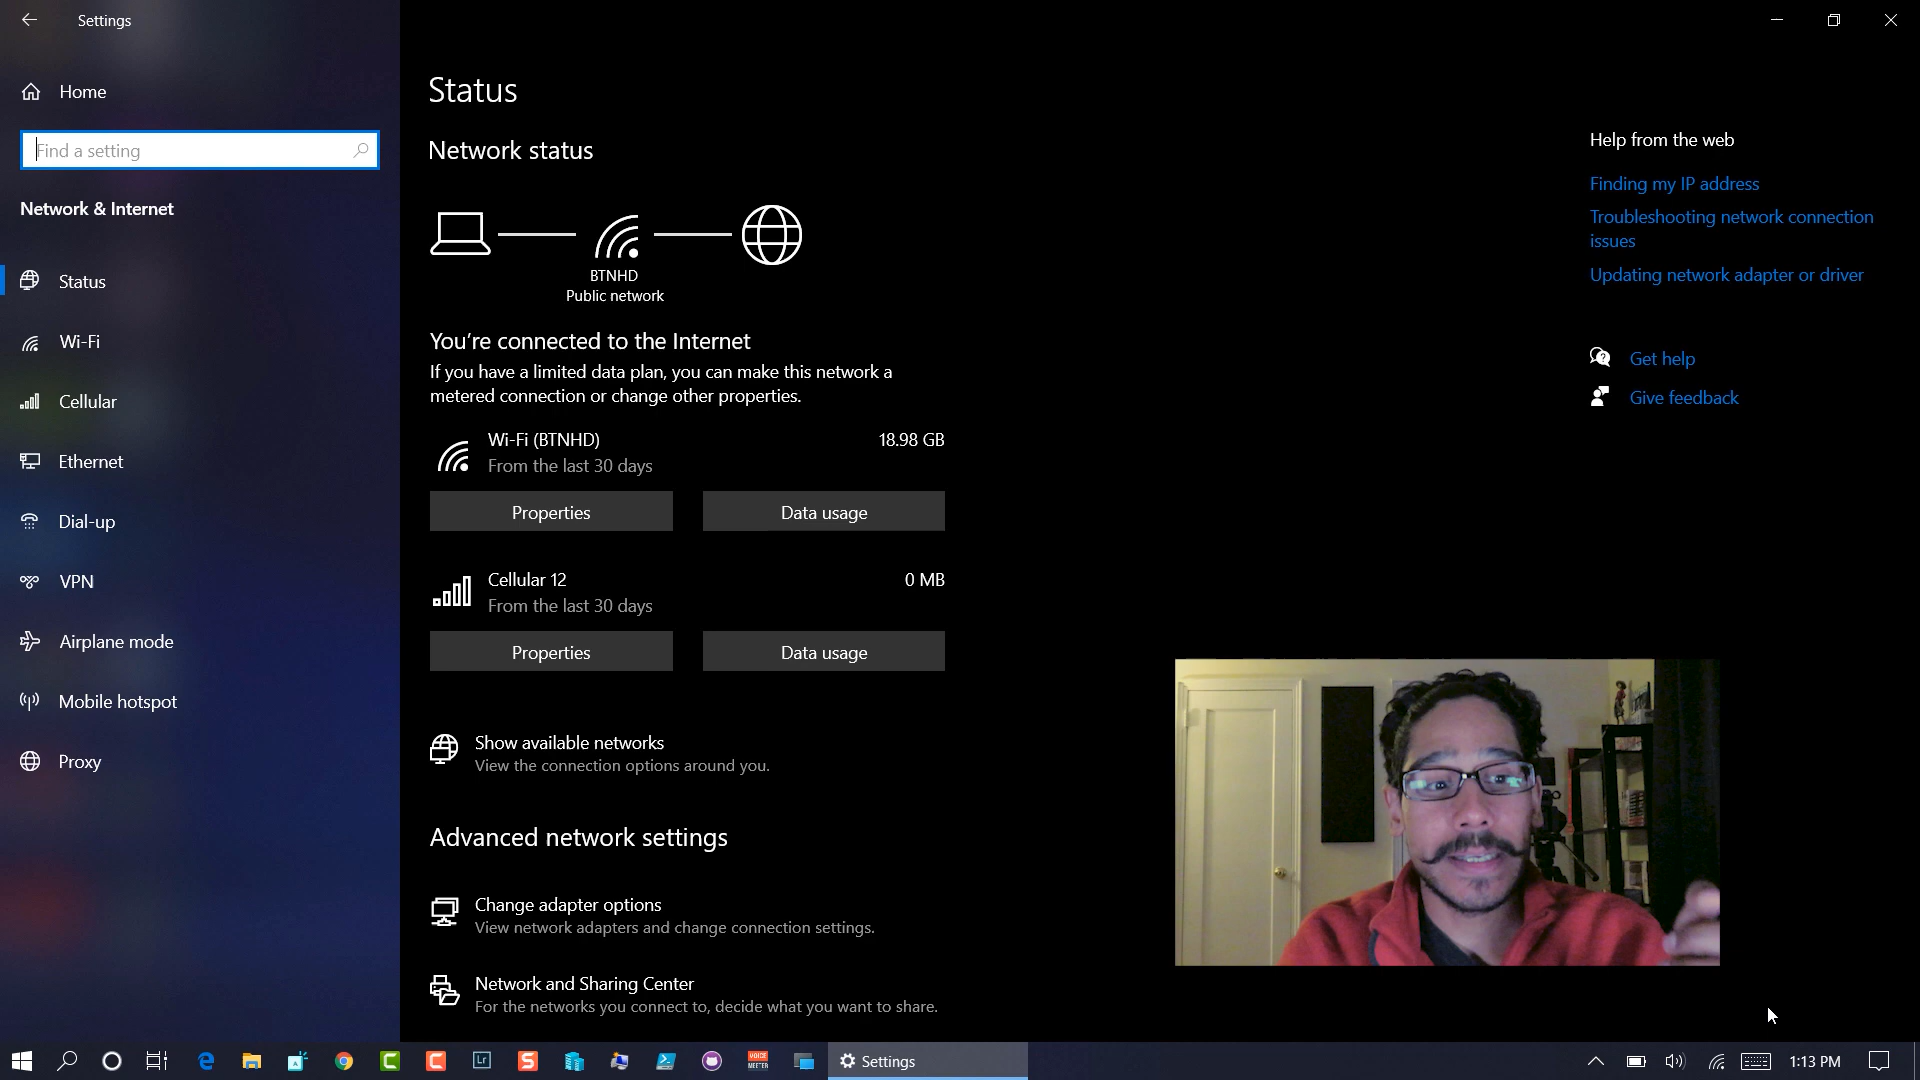 Settings
Home
Find a setting
Network & Internet
Status
Wi-Fi
Cellular
Ethernet
Dial-up
VPN
Airplane mode
Mobile hotspot
Proxy
Status
Network status
BTNHD
Public network
You're connected to the Internet
If you have a limited data plan, you can make this network a
metered connection or change other properties.
Wi-Fi (BTNHD) 18.98 GB
From the last 30 days
Properties Data usage
Cellular 12 0 MB
From the last 30 days
Properties Data usage
Show available networks
View the connection options around you.
Advanced network settings
Change adapter options
View network adapters and change connection settings.
Network and Sharing Center
For the networks you connect to, decide what you want to share.
Help from the web
Finding my IP address
Troubleshooting network connection
issues
Updating network adapter or driver
Get help
Give feedback
Lr
VOICE
MEETER
Settings
1:13 PM